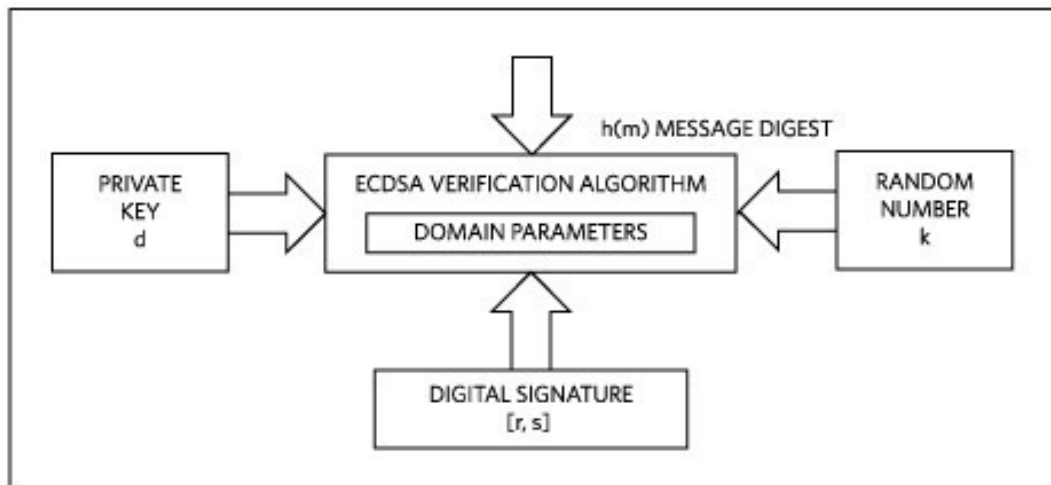 h(m) MESSAGE DIGEST
PRIVATE
KEY
d
ECDSA VERIFICATION ALGORITHM
DOMAIN PARAMETERS
RANDOM
NUMBER
k
DIGITAL SIGNATURE
[r, s]